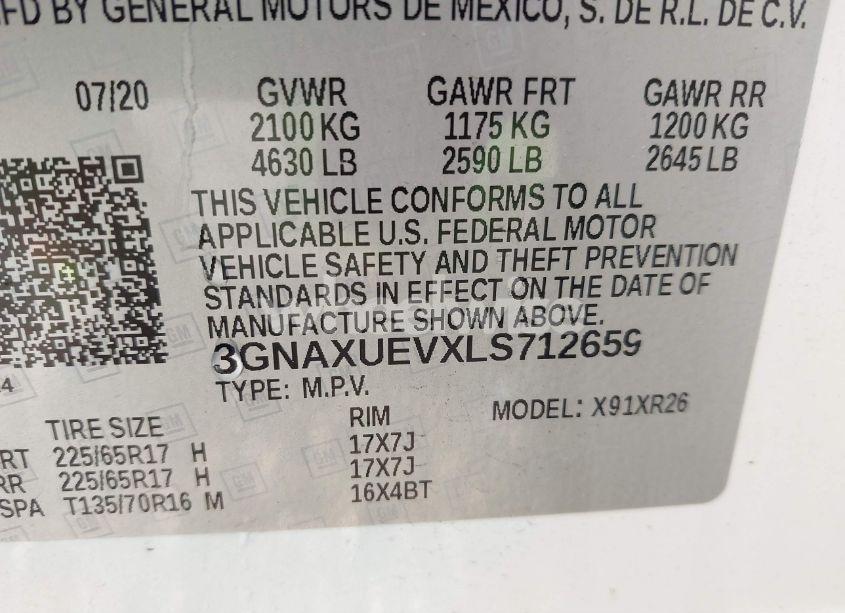 MFD BY GENERAL MOTORS DE MEXICO, S. DE R.L. DE C.V.
07/20 GVWR GAWR FRT GAWR RR
2100 KG 1175 KG 1200 KG
4630 LB 2590 LB 2645 LB
THIS VEHICLE CONFORMS TO ALL
APPLICABLE U.S. FEDERAL MOTOR
VEHICLE SAFETY AND THEFT PREVENTION
STANDARDS IN EFFECT ON THE DATE OF
MANUFACTURE SHOWN ABOVE.
3GNAXUEVXLS712659
4 TYPE: M.P.V. MODEL: X91XR26
TIRE SIZE RIM
RT 225/65R17 H 17X7J
RR 225/65R17 H 17X7J
SPA T135/70R16 M 16X4BT